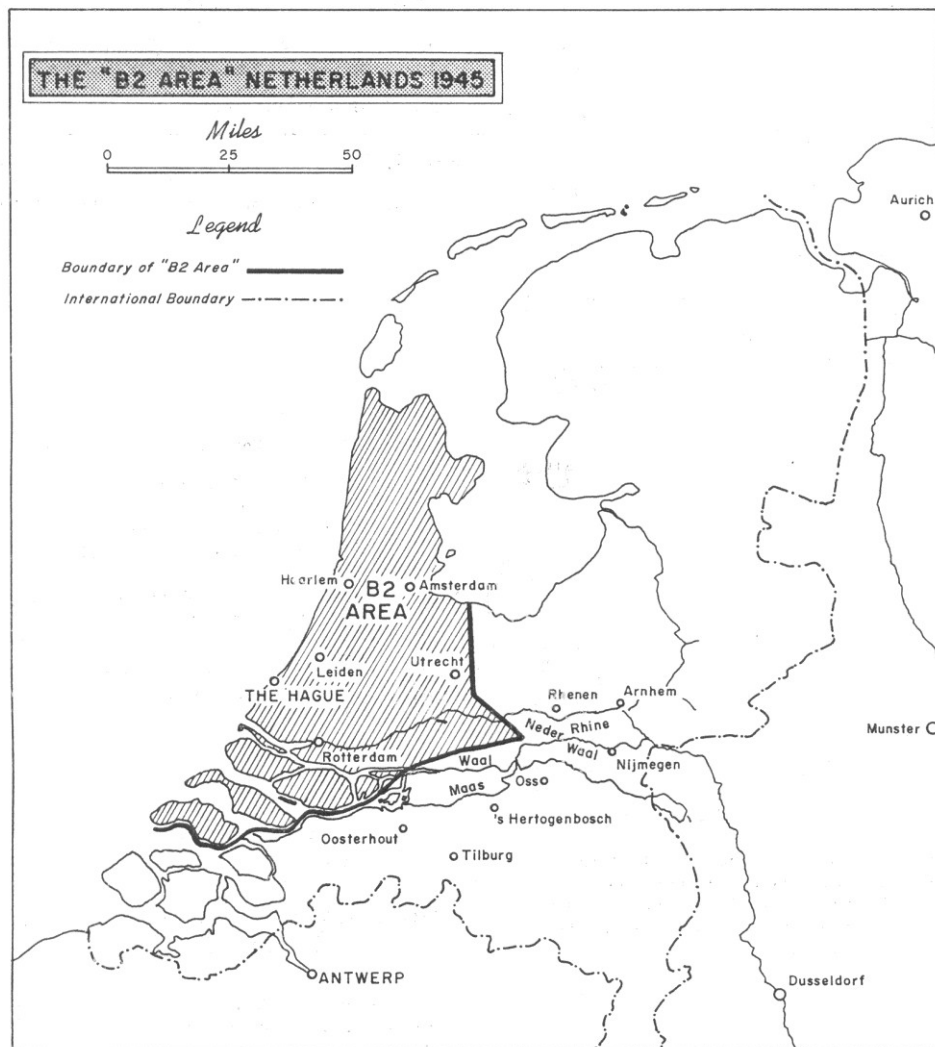 THE "B2 AREA" NETHERLANDS 1945
Miles
0 25 50
Legend
Boundary of "B2 Area"
International Boundary
Aurich
Haarlem
B2
AREA
Amsterdam
Leiden
Utrecht
THE HAGUE
Rhenen
Arnhem
Neder Rhine
Munster
Rotterdam
Waal
Waal
Nijmegen
Maas
Oss
's Hertogenbosch
Oosterhout
Tilburg
ANTWERP
Dusseldorf